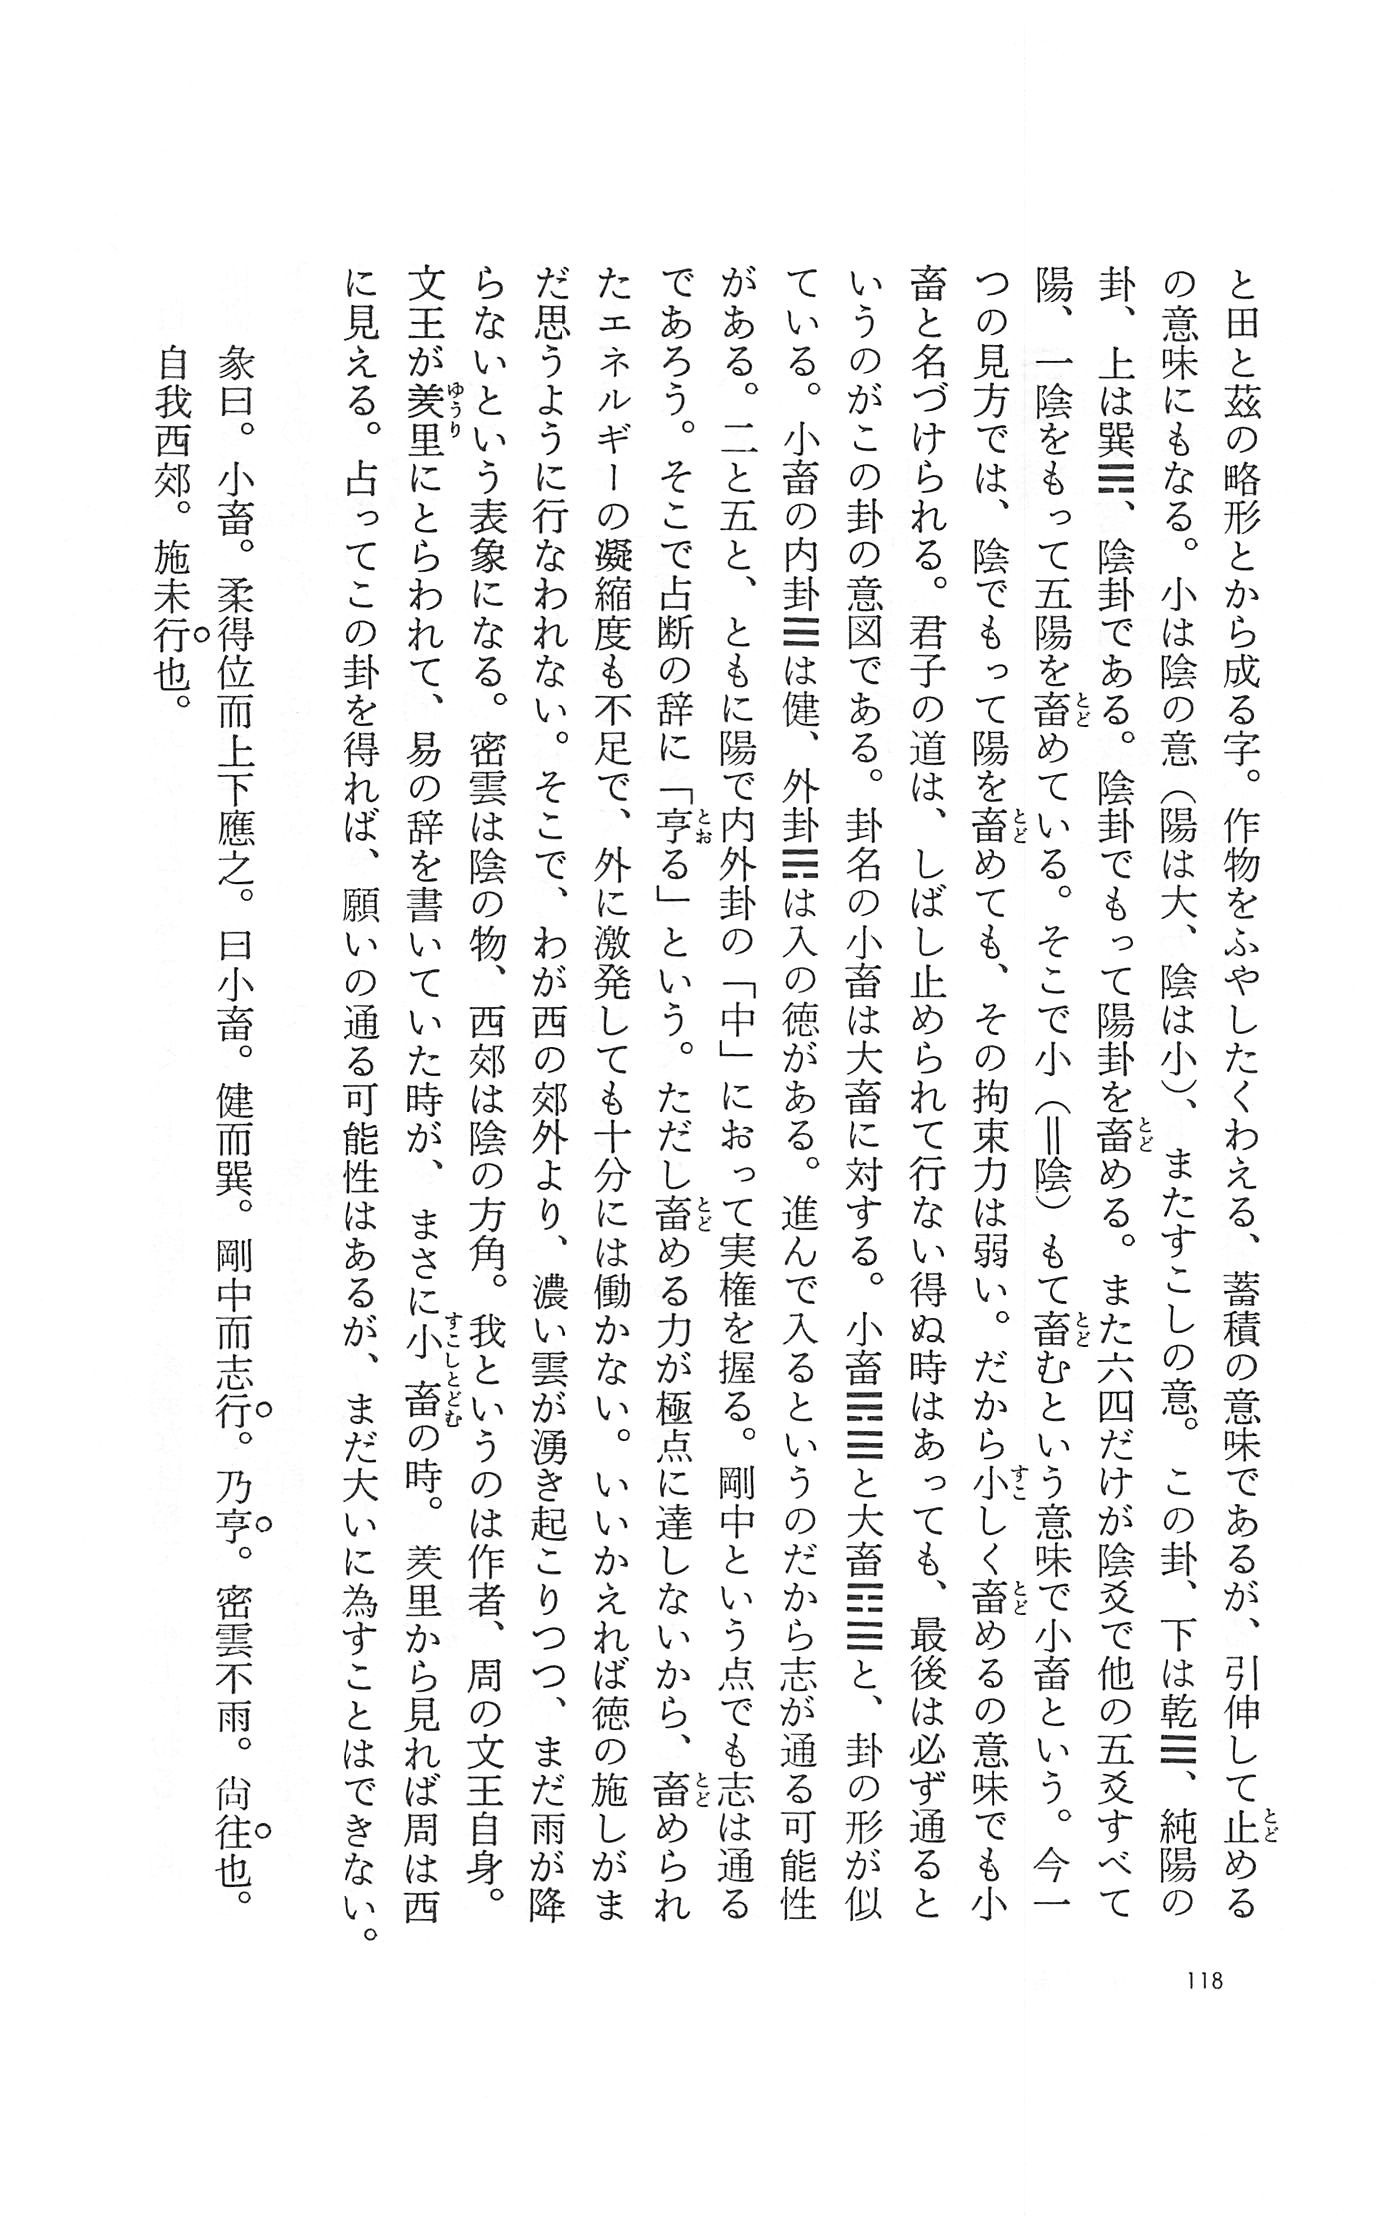 と田と茲の略形とから成る字。作物をふやしたくわえる、蓄積の意味であるが、引伸して止める
の意味にもなる。小は陰の意（陽は大、陰は小）、またすこしの意。この卦、下は乾☰、純陽の
卦、上は巽☴、陰卦である。陰卦でもって陽卦を畜める。また六四だけが陰爻で他の五爻すべて
陽、一陰をもって五陽を畜めている。そこで小（＝陰）もて畜むという意味で小畜という。今一
つの見方では、陰でもって陽を畜めても、その拘束力は弱い。だから小しく畜めるの意味でも小
畜と名づけられる。君子の道は、しばし止められて行ない得ぬ時はあっても、最後は必ず通ると
いうのがこの卦の意図である。卦名の小畜は大畜に対する。小畜☴☰と大畜☶☰と、卦の形が似
ている。小畜の内卦☰は健、外卦☴は入の徳がある。進んで入るというのだから志が通る可能性
がある。二と五と、ともに陽で内外卦の「中」におって実権を握る。剛中という点でも志は通る
であろう。そこで占断の辞に「亨る」という。ただし畜める力が極点に達しないから、畜められ
たエネルギーの凝縮度も不足で、外に激発しても十分には働かない。いいかえれば徳の施しがま
だ思うように行なわれない。そこで、わが西の郊外より、濃い雲が湧き起こりつつ、まだ雨が降
らないという表象になる。密雲は陰の物、西郊は陰の方角。我というのは作者、周の文王自身。
文王が羑里にとらわれて、易の辞を書いていた時が、まさに小畜の時。羑里から見れば周は西
に見える。占ってこの卦を得れば、願いの通る可能性はあるが、まだ大いに為すことはできない。
彖曰。小畜。柔得位而上下應之。曰小畜。健而巽。剛中而志行。乃亨。密雲不雨。尚往也。
自我西郊。施未行也。
118